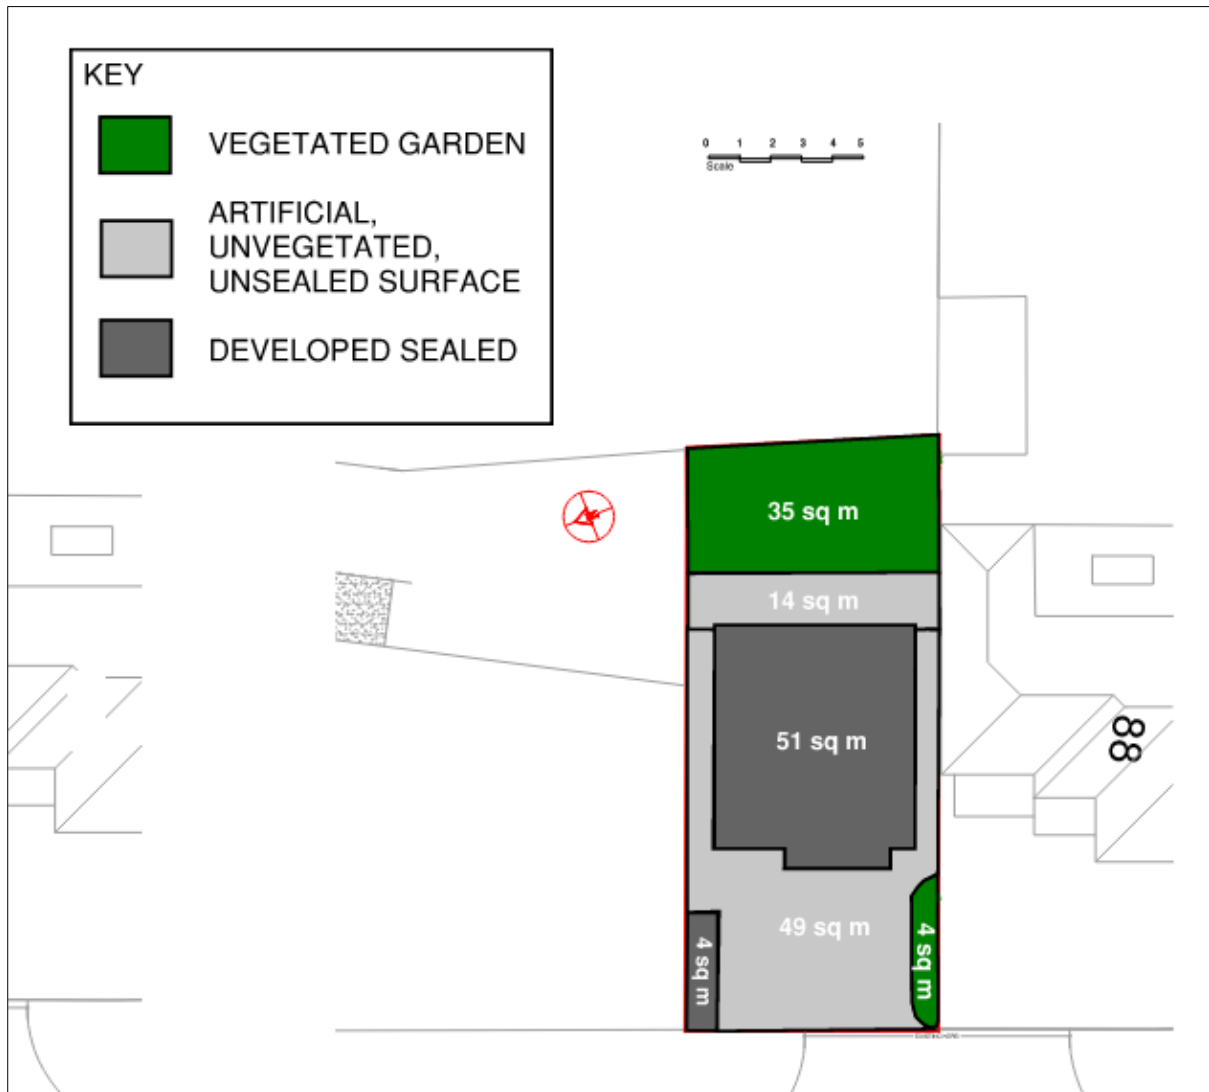 KEY
VEGETATED GARDEN
ARTIFICIAL,
UNVEGETATED,
UNSEALED SURFACE
DEVELOPED SEALED
0 1 2 3 4 5
Scale
35 sq m
14 sq m
51 sq m
88
49 sq m
4 sq m
4 sq m